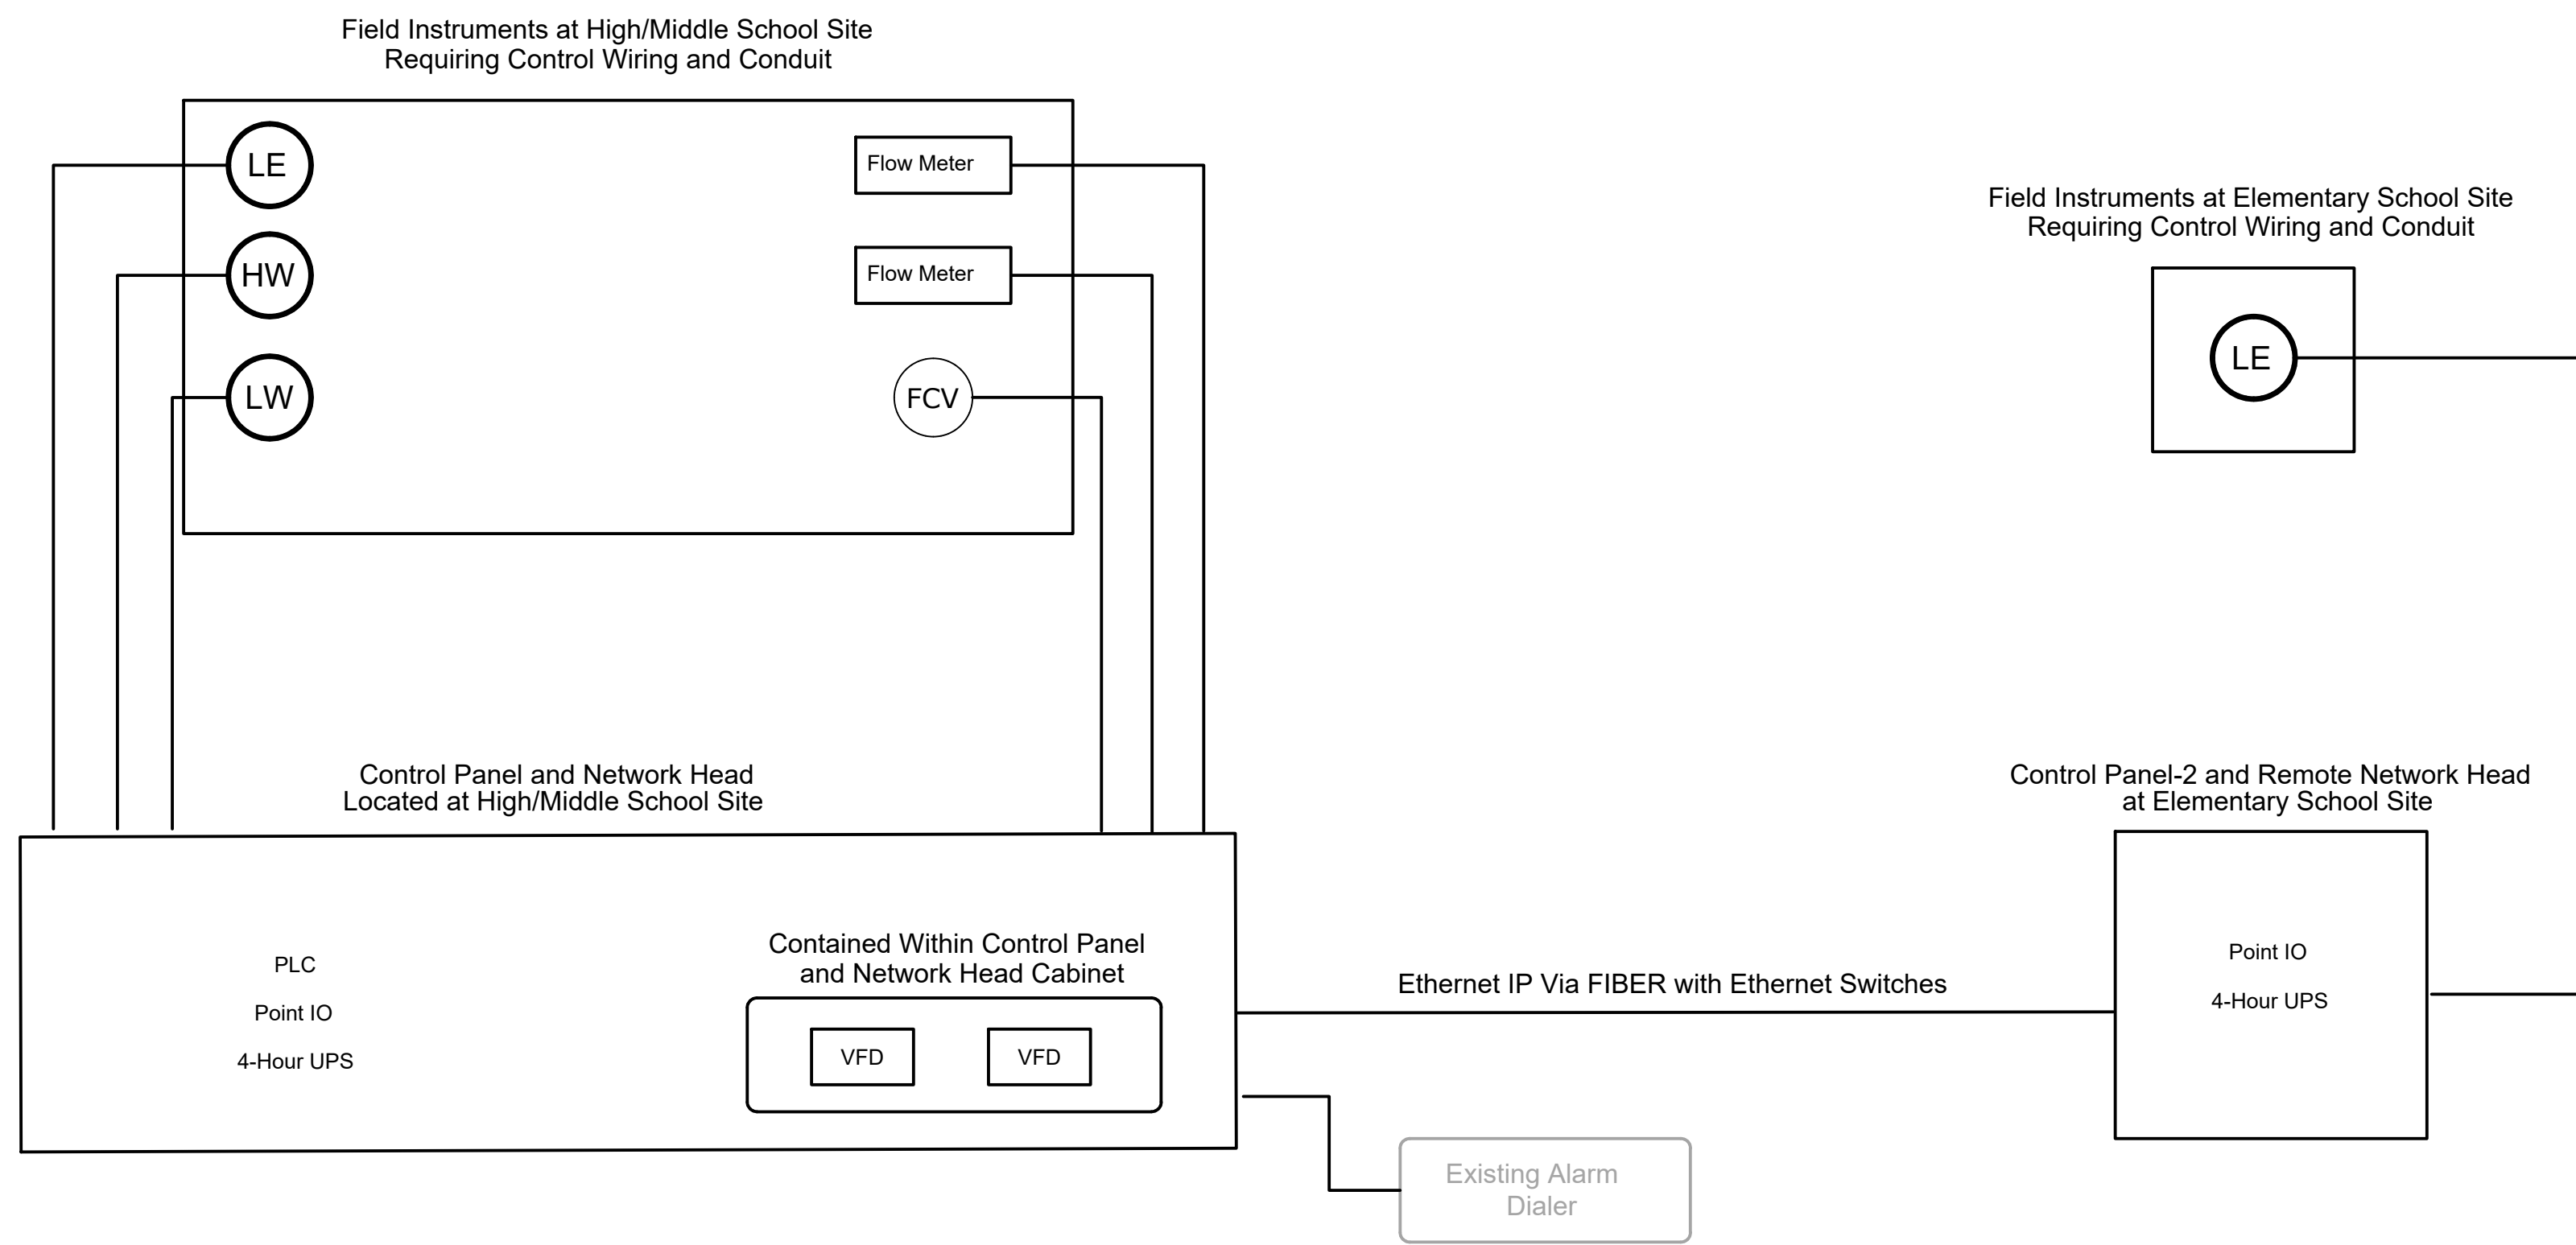 Field Instruments at High/Middle School Site
Requiring Control Wiring and Conduit
LE
Flow Meter
HW
Flow Meter
LW
FCV
Field Instruments at Elementary School Site
Requiring Control Wiring and Conduit
LE
Control Panel and Network Head
Located at High/Middle School Site
PLC
Point IO
4-Hour UPS
Contained Within Control Panel
and Network Head Cabinet
VFD
VFD
Ethernet IP Via FIBER with Ethernet Switches
Existing Alarm
Dialer
Control Panel-2 and Remote Network Head
at Elementary School Site
Point IO
4-Hour UPS